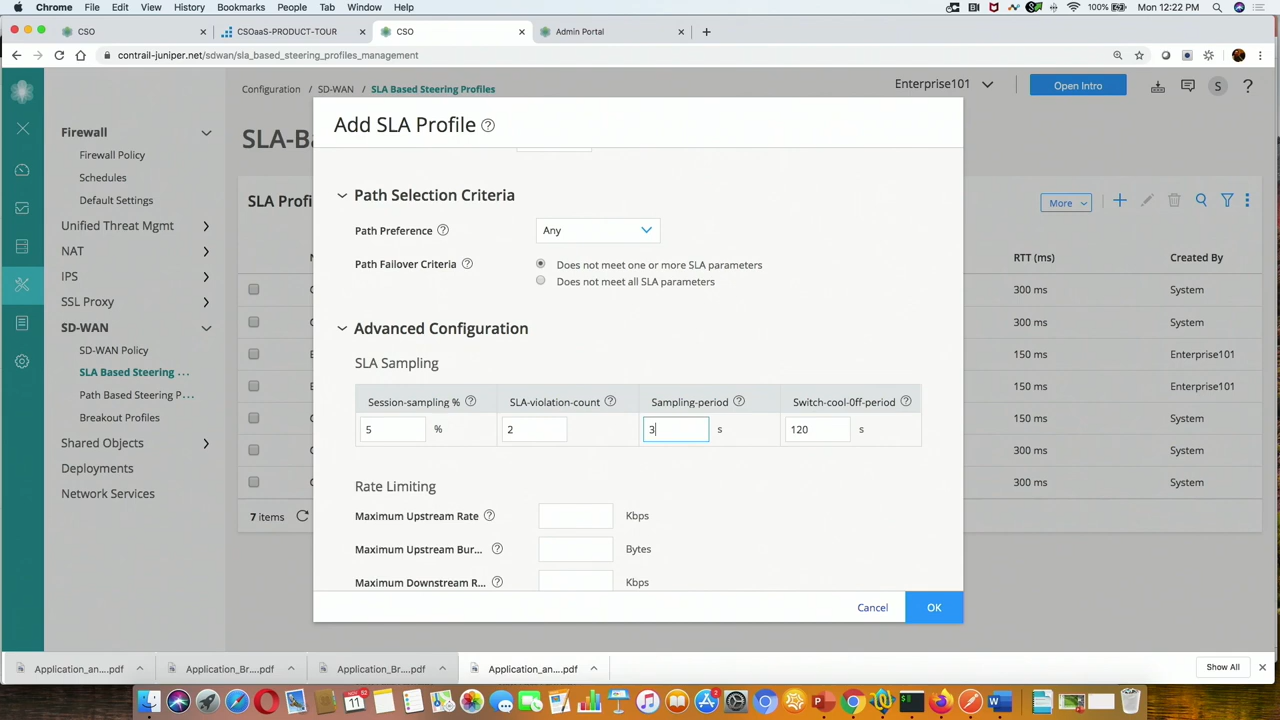 Chrome File Edit View History Bookmarks People Tab Window Help
100% Mon 12:22 PM
CSO
CSOaaS-PRODUCT-TOUR
CSO
Admin Portal
contrail-juniper.net/sdwan/sla_based_steering_profiles_management
Configuration / SD-WAN / SLA Based Steering Profiles
Enterprise101
Open Intro
S
?
SLA-Ba
Add SLA Profile ?
Firewall
Firewall Policy
Schedules
Default Settings
Unified Threat Mgmt
NAT
IPS
SSL Proxy
SD-WAN
SD-WAN Policy
SLA Based Steering ...
Path Based Steering P...
Breakout Profiles
Shared Objects
Deployments
Network Services
SLA Profi
More
RTT (ms) Created By
300 ms System
300 ms System
150 ms Enterprise101
150 ms Enterprise101
150 ms System
300 ms System
300 ms System
7 items
Path Selection Criteria
Path Preference ? Any
Path Failover Criteria ? Does not meet one or more SLA parameters
Does not meet all SLA parameters
Advanced Configuration
SLA Sampling
Session-sampling % ? SLA-violation-count ? Sampling-period ? Switch-cool-Off-period ?
5 % 2 3 s 120 s
Rate Limiting
Maximum Upstream Rate ? Kbps
Maximum Upstream Bur... ? Bytes
Maximum Downstream R... ? Kbps
Cancel OK
Application_an....pdf
Application_Br....pdf
Application_Br....pdf
Application_an....pdf
Show All